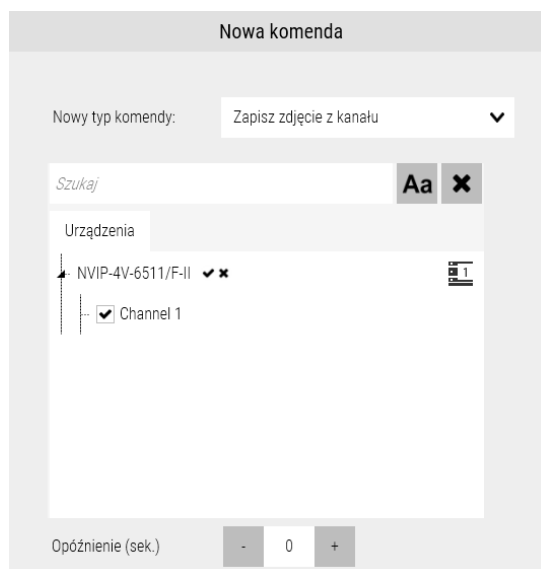 Nowa komenda
Nowy typ komendy: Zapisz zdjęcie z kanału
Szukaj Aa
Urządzenia
NVIP-4V-6511/F-II 1
Channel 1
Opóźnienie (sek.) - 0 +